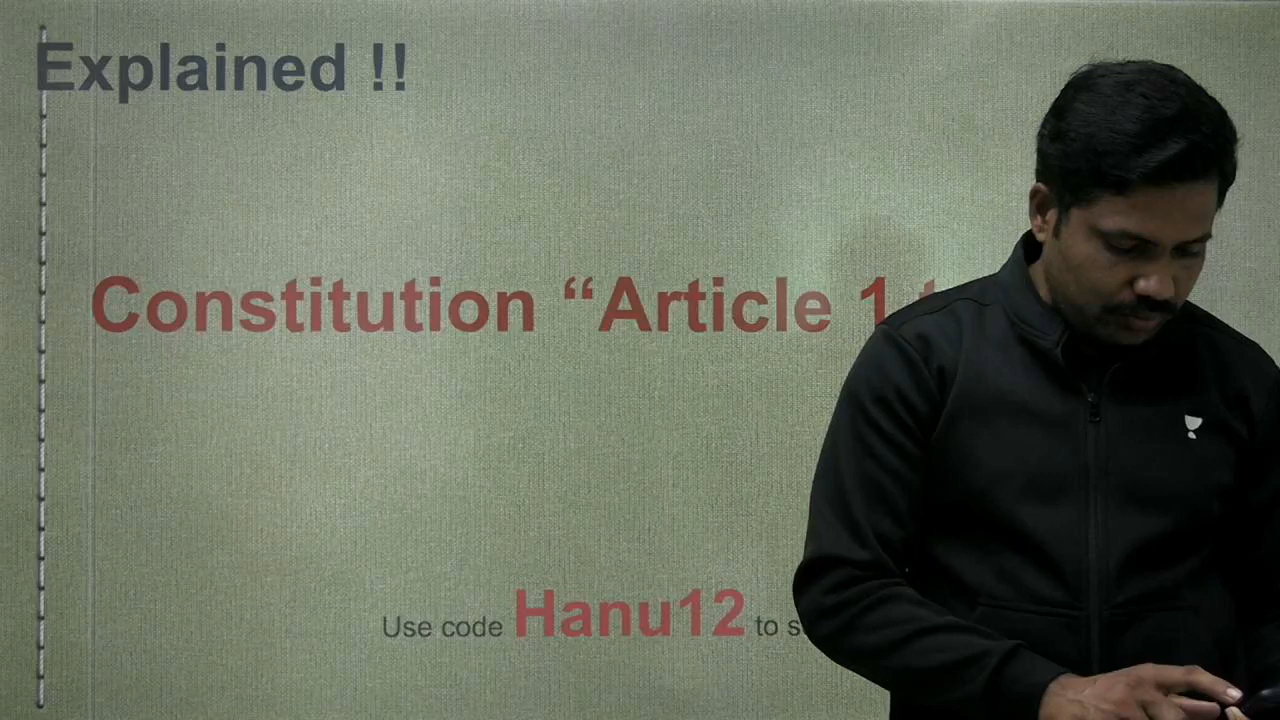 Explained !!
Constitution “Article 1
Use code Hanu12 to